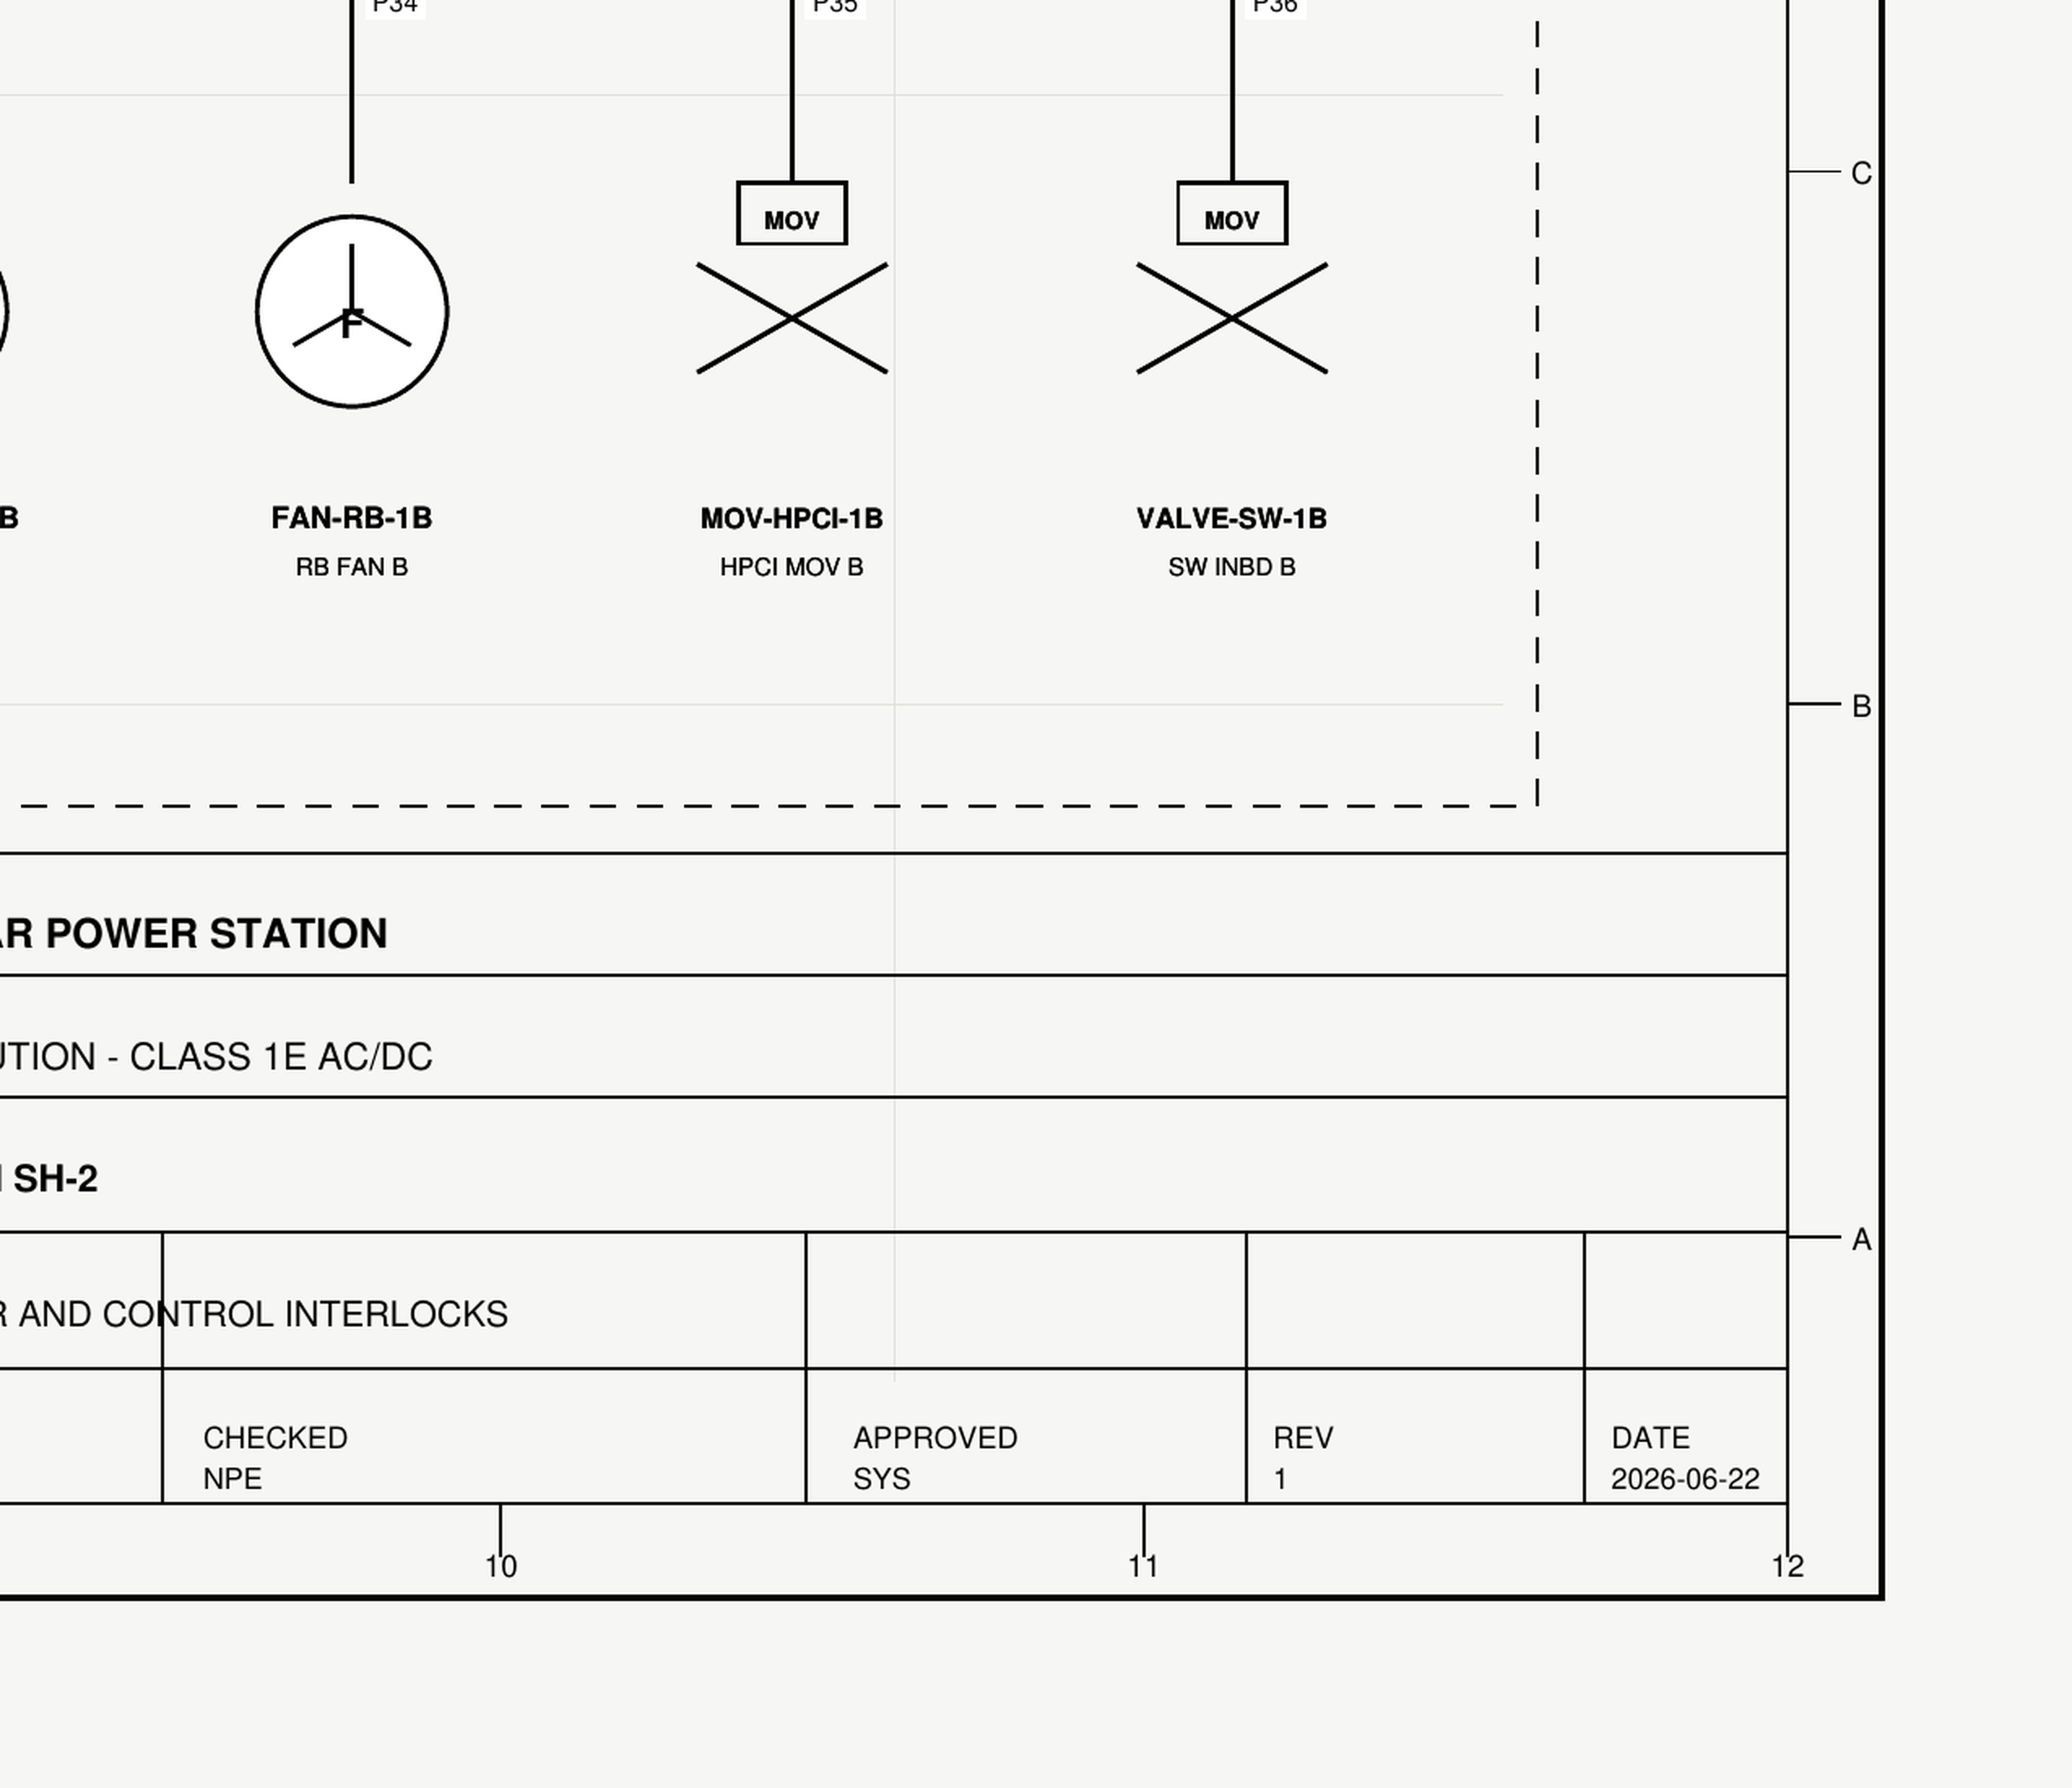 P34 P35 P36
C
MOV MOV
F
FAN-RB-1B MOV-HPCI-1B VALVE-SW-1B
RB FAN B HPCI MOV B SW INBD B
B
POWER STATION
- CLASS 1E AC/DC
SH-2
A
AND CONTROL INTERLOCKS
CHECKED APPROVED REV DATE
NPE SYS 1 2026-06-22
10 11 12